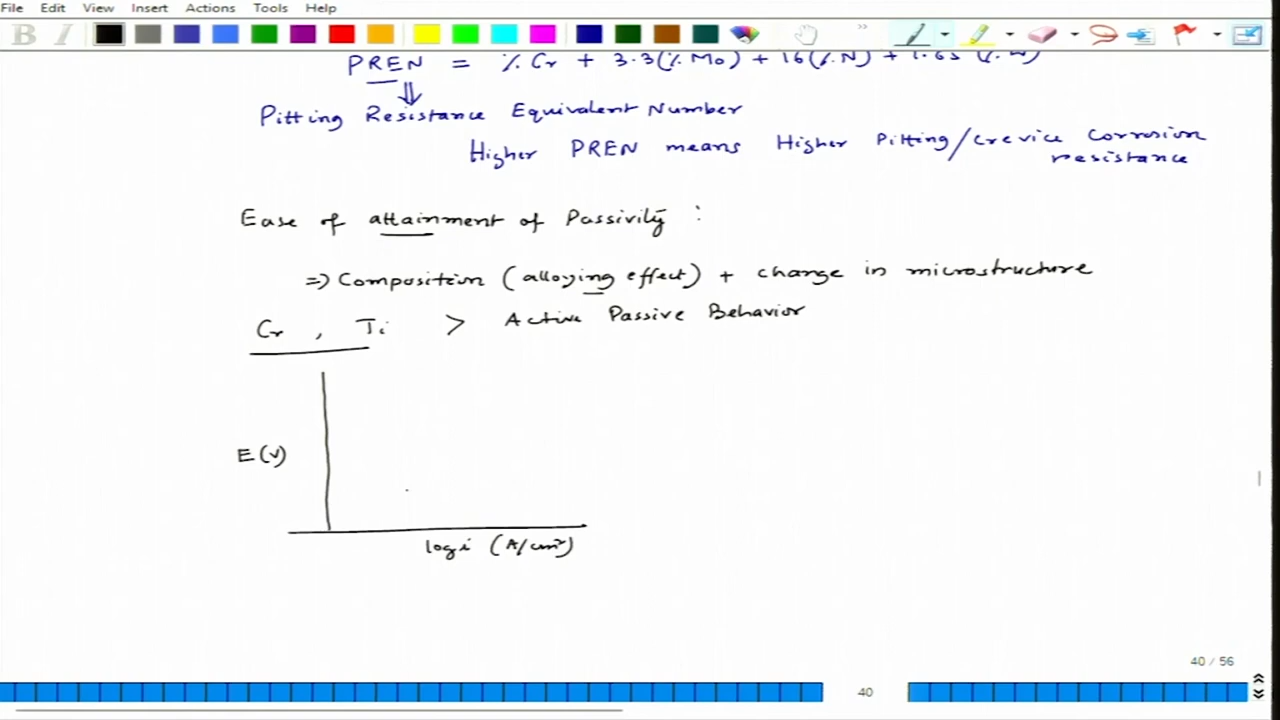 File Edit View Insert Actions Tools Help
B I
PREN = % Cr + 3.3(% Mo) + 16(% N) + 1.65 (% W)
Pitting Resistance Equivalent Number
Higher PREN means Higher Pitting/crevice corrosion
resistance
Ease of attainment of Passivity :
⇒ Composition (alloying effect) + change in microstructure
Cr , Ti > Active Passive Behavior
E(V)
log i (A/cm²)
40 / 56
40